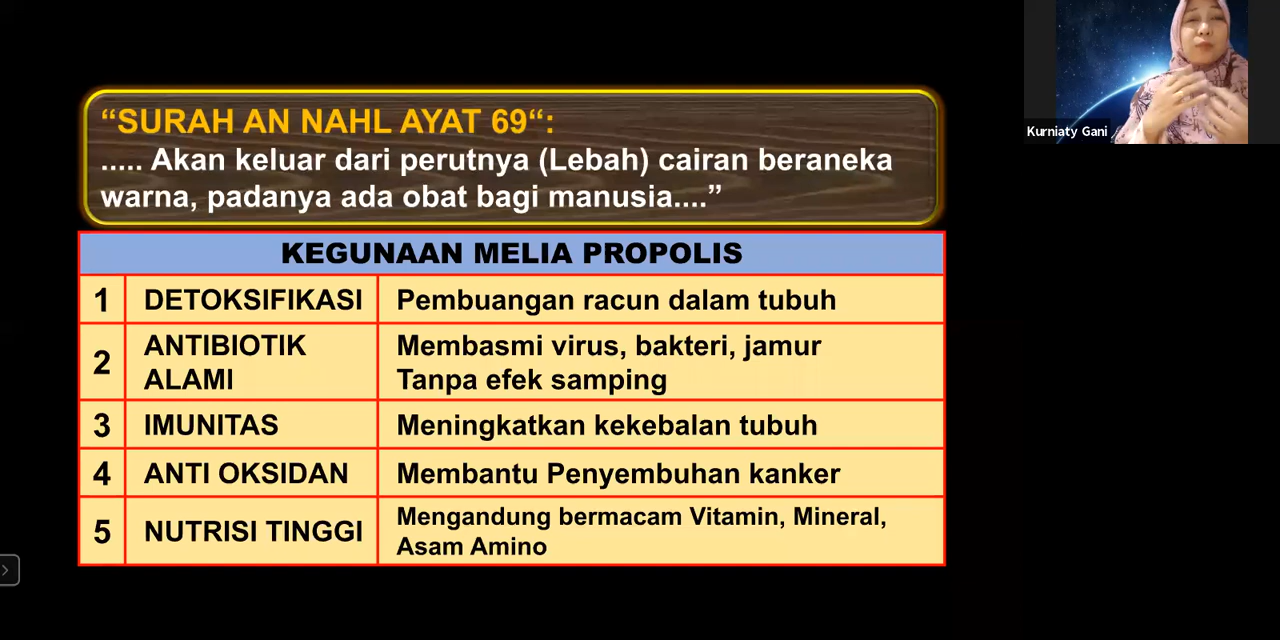 “SURAH AN NAHL AYAT 69“:
..... Akan keluar dari perutnya (Lebah) cairan beraneka
warna, padanya ada obat bagi manusia....”
KEGUNAAN MELIA PROPOLIS
1 DETOKSIFIKASI Pembuangan racun dalam tubuh
2 ANTIBIOTIK ALAMI Membasmi virus, bakteri, jamur
Tanpa efek samping
3 IMUNITAS Meningkatkan kekebalan tubuh
4 ANTI OKSIDAN Membantu Penyembuhan kanker
5 NUTRISI TINGGI Mengandung bermacam Vitamin, Mineral,
Asam Amino
Kurniaty Gani